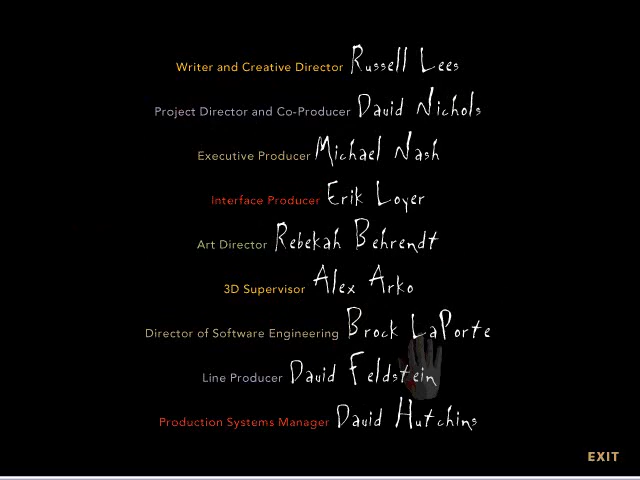 Writer and Creative Director Russell Lees
Project Director and Co-Producer David Nichols
Executive Producer Michael Nash
Interface Producer Erik Loyer
Art Director Rebekah Behrendt
3D Supervisor Alex Arko
Director of Software Engineering Brock LaPorte
Line Producer David Feldstein
Production Systems Manager David Hutchins
EXIT